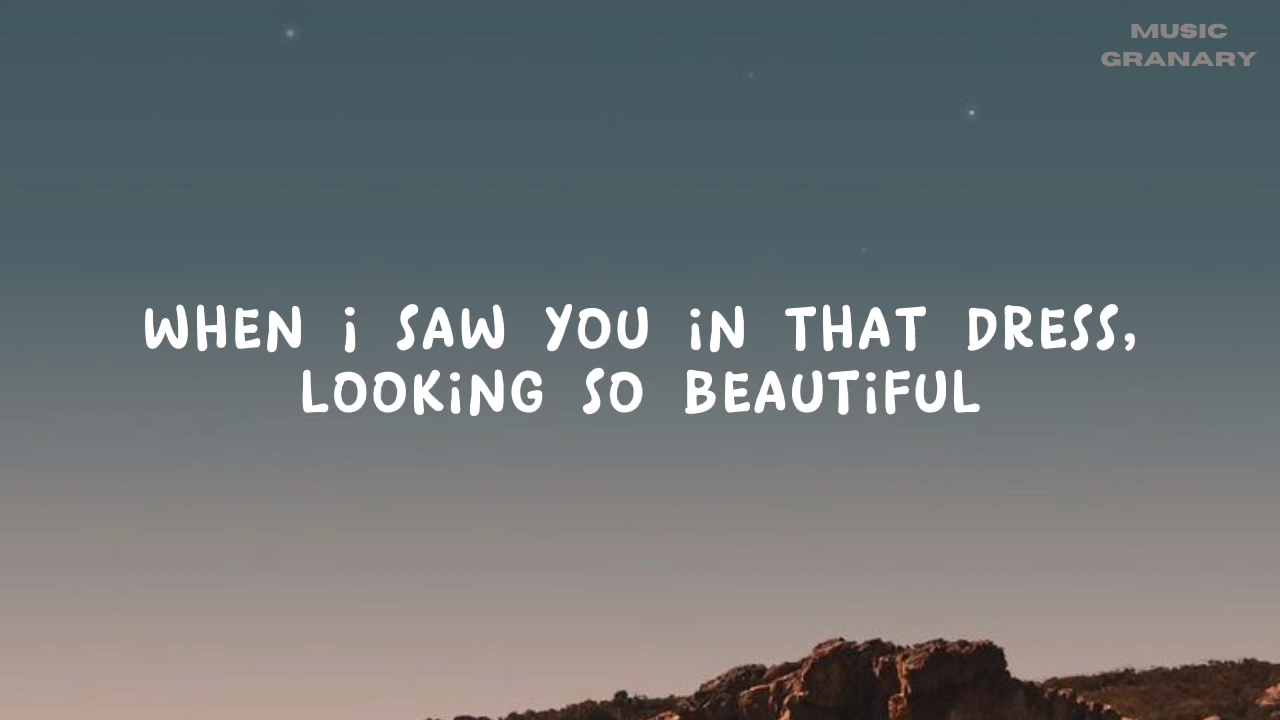 MUSIC
GRANARY
WHEN i SAW YOU iN THAT DRESS,
LOOKiNG SO BEAUTiFUL